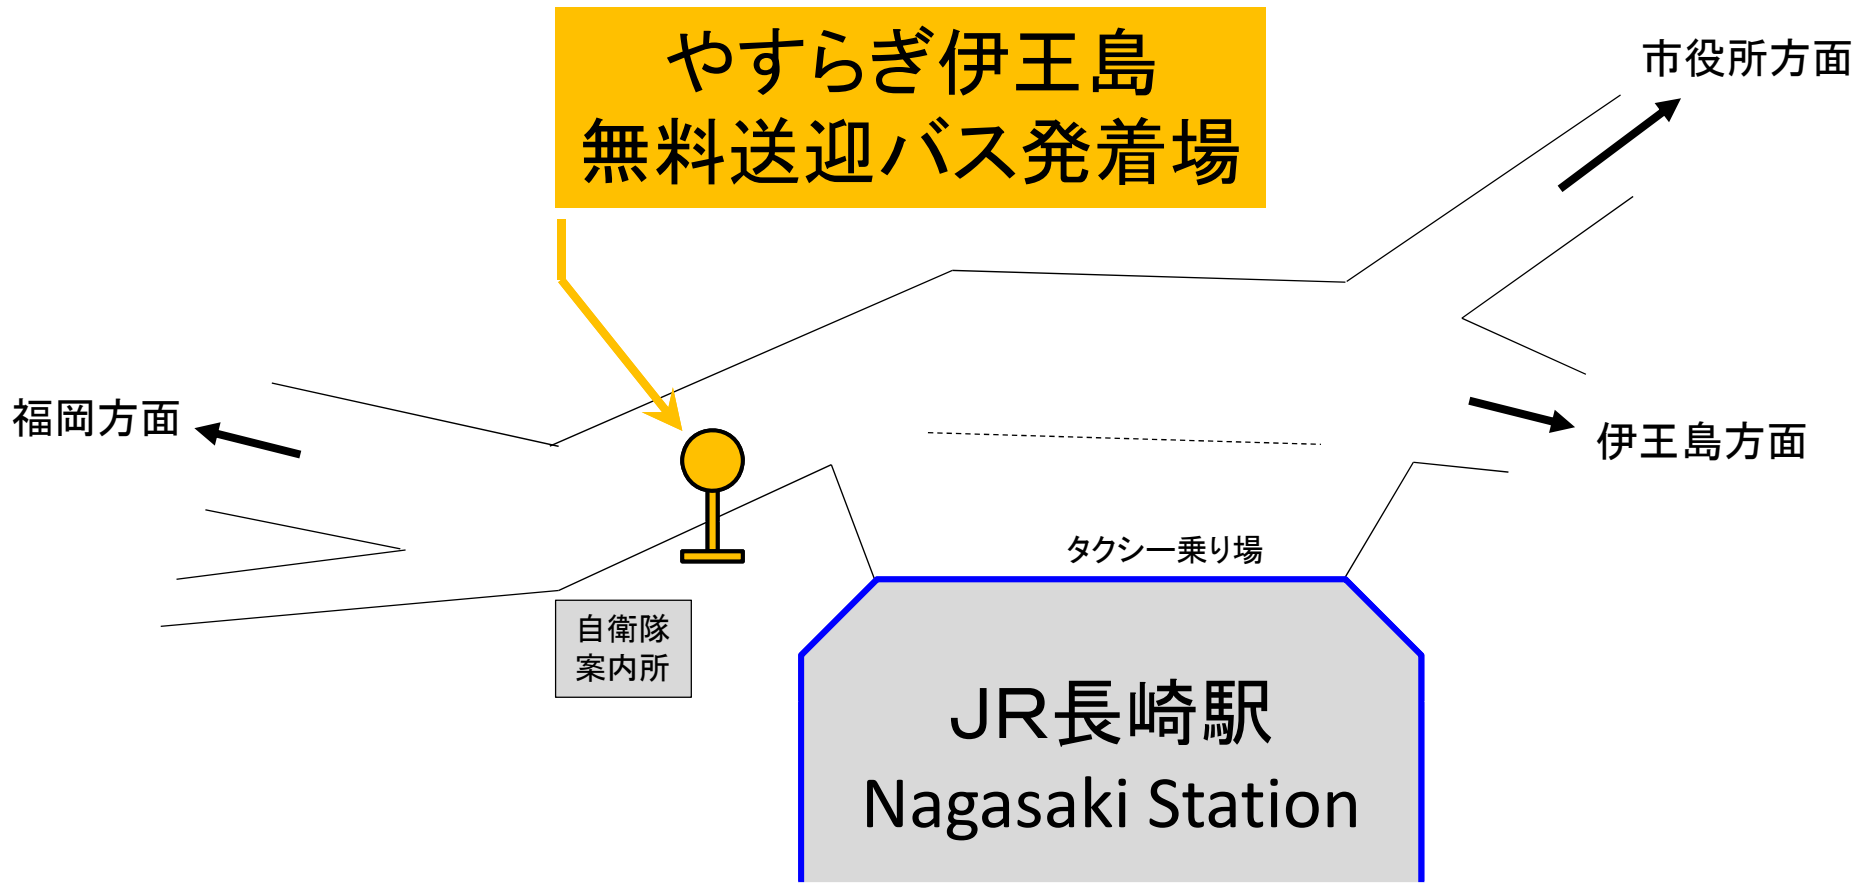 やすらぎ伊王島
無料送迎バス発着場
市役所方面
福岡方面
伊王島方面
タクシー乗り場
自衛隊
案内所
ＪＲ長崎駅
Nagasaki Station